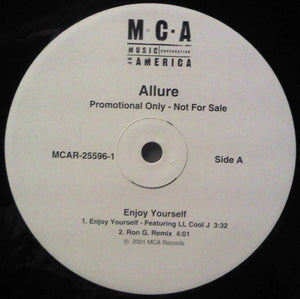 M·C·A
MUSIC CORPORATION
OF AMERICA
Allure
Promotional Only - Not For Sale
MCAR-25596-1
Side A
Enjoy Yourself
1. Enjoy Yourself - Featuring LL Cool J 3:32
2. Ron G. Remix 4:01
℗ 2001 MCA Records